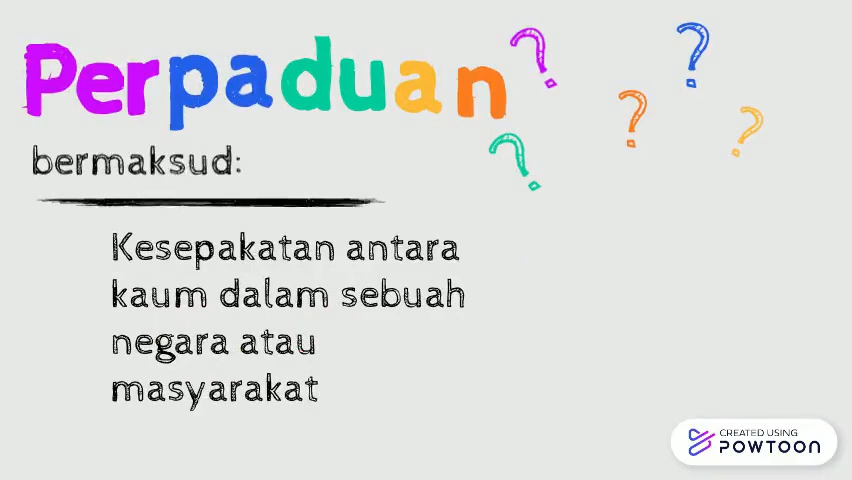 Perpaduan
? ? ? ? ?
bermaksud:
Kesepakatan antara
kaum dalam sebuah
negara atau
masyarakat
CREATED USING
POWTOON